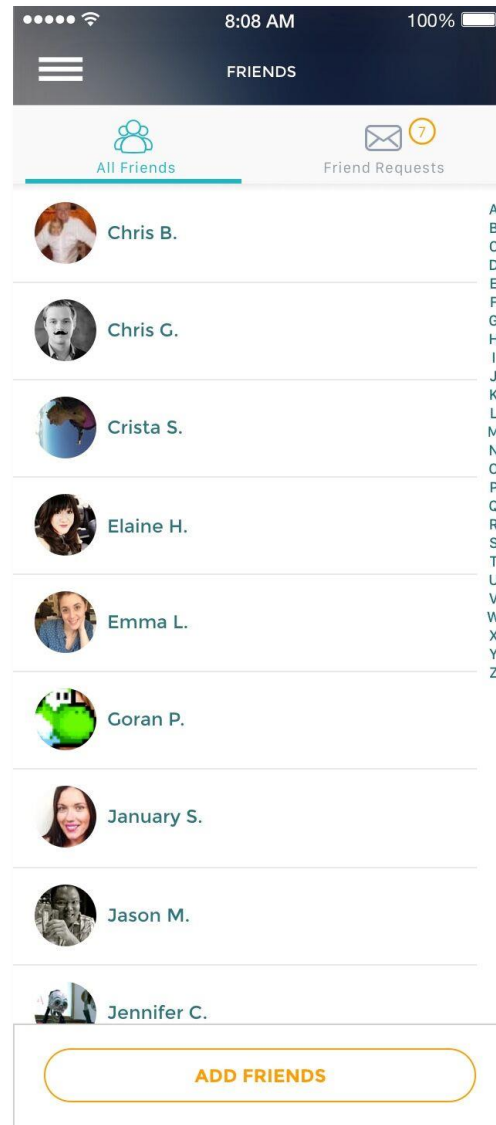 8:08 AM 100%
FRIENDS
7
All Friends Friend Requests
Chris B.
Chris G.
Crista S.
Elaine H.
Emma L.
Goran P.
January S.
Jason M.
Jennifer C.
A
B
C
D
E
F
G
H
I
J
K
L
M
N
O
P
Q
R
S
T
U
V
W
X
Y
Z
ADD FRIENDS